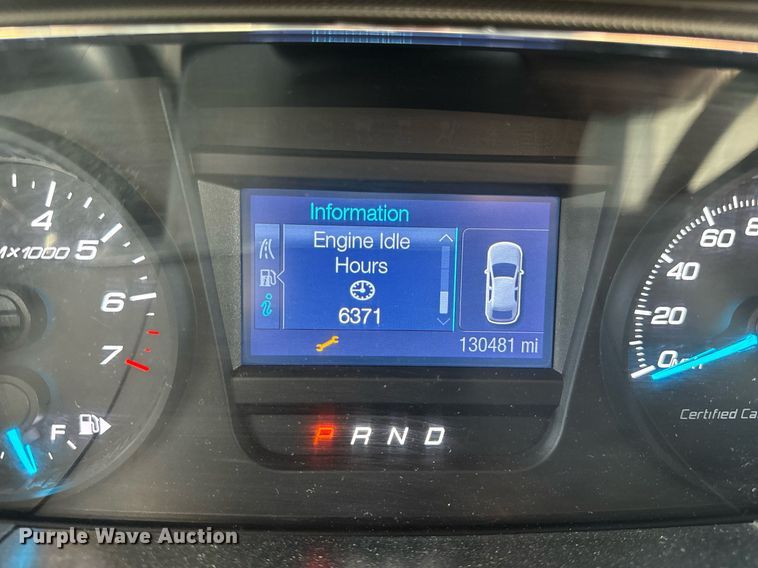 Information
Engine Idle
Hours
6371
130481 mi
P R N D
4
5
6
7
x1000
F
0
20
40
60
Certified Ca
Purple Wave Auction